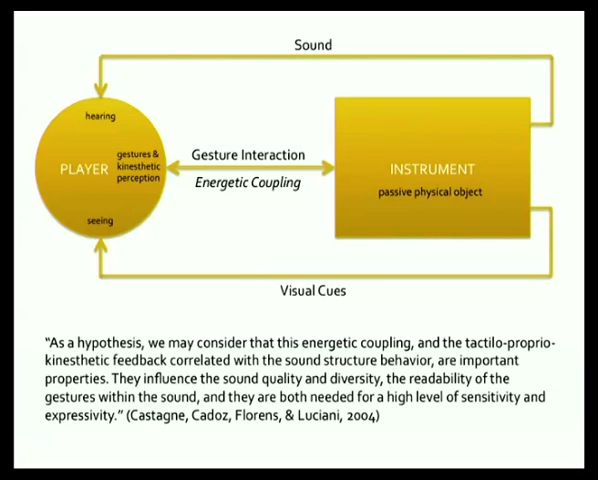 Sound
hearing
PLAYER
gestures &
kinesthetic
perception
seeing
Gesture Interaction
Energetic Coupling
INSTRUMENT
passive physical object
Visual Cues
“As a hypothesis, we may consider that this energetic coupling, and the tactilo-proprio-
kinesthetic feedback correlated with the sound structure behavior, are important
properties. They influence the sound quality and diversity, the readability of the
gestures within the sound, and they are both needed for a high level of sensitivity and
expressivity.” (Castagne, Cadoz, Florens, & Luciani, 2004)